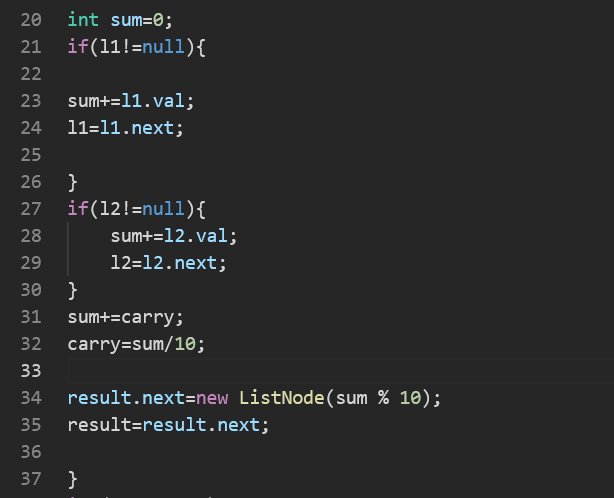 20 int sum=0;
21 if(l1!=null){
22
23 sum+=l1.val;
24 l1=l1.next;
25
26 }
27 if(l2!=null){
28     sum+=l2.val;
29     l2=l2.next;
30 }
31 sum+=carry;
32 carry=sum/10;
33
34 result.next=new ListNode(sum % 10);
35 result=result.next;
36
37 }